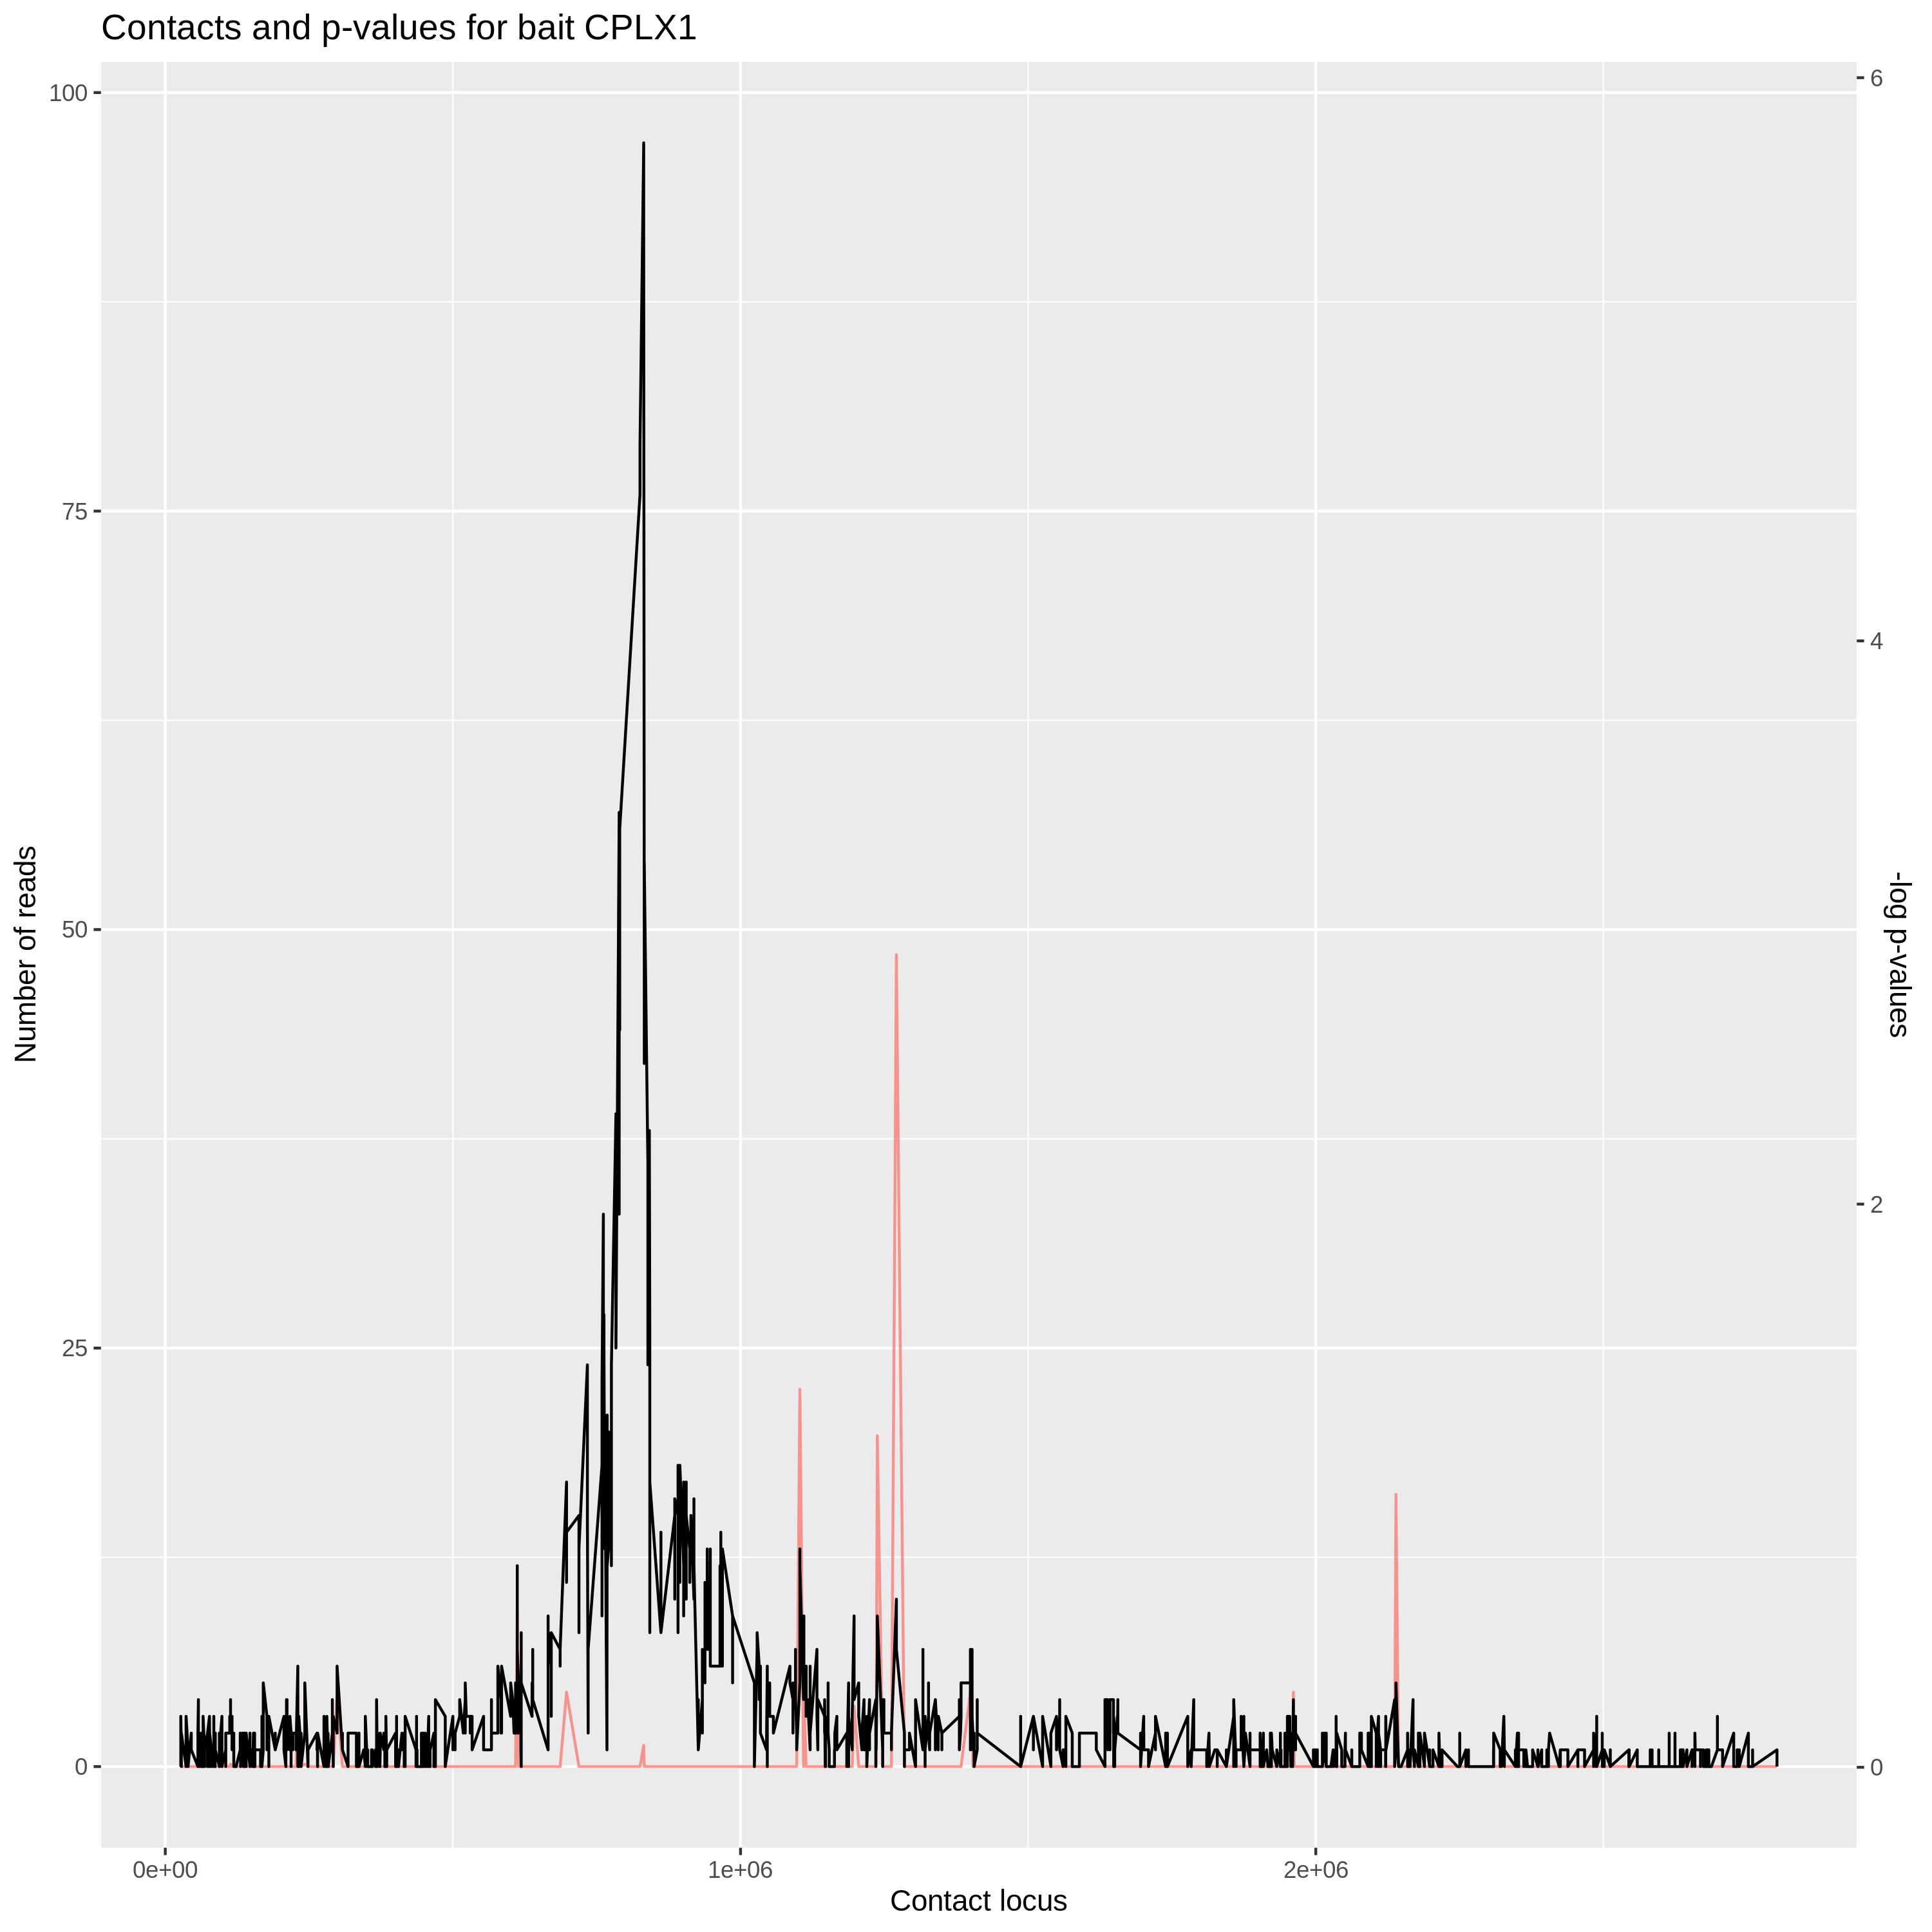 Contacts and p-values for bait CPLX1
100
75
50
25
0
Number of reads
6
4
2
0
-log p-values
0e+00
1e+06
2e+06
Contact locus